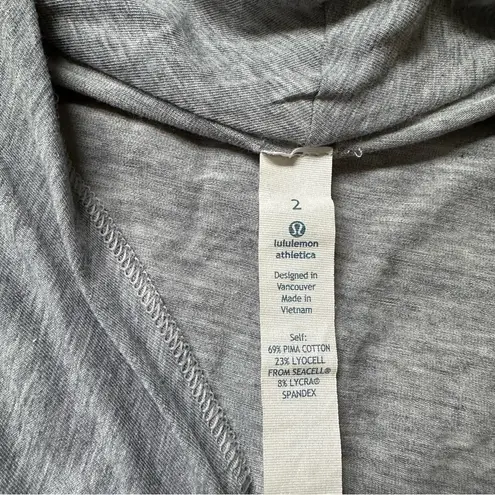 2
lululemon
athletica
Designed in
Vancouver
Made in
Vietnam
Self:
69% PIMA COTTON
23% LYOCELL
FROM SEACELL®
8% LYCRA®
SPANDEX